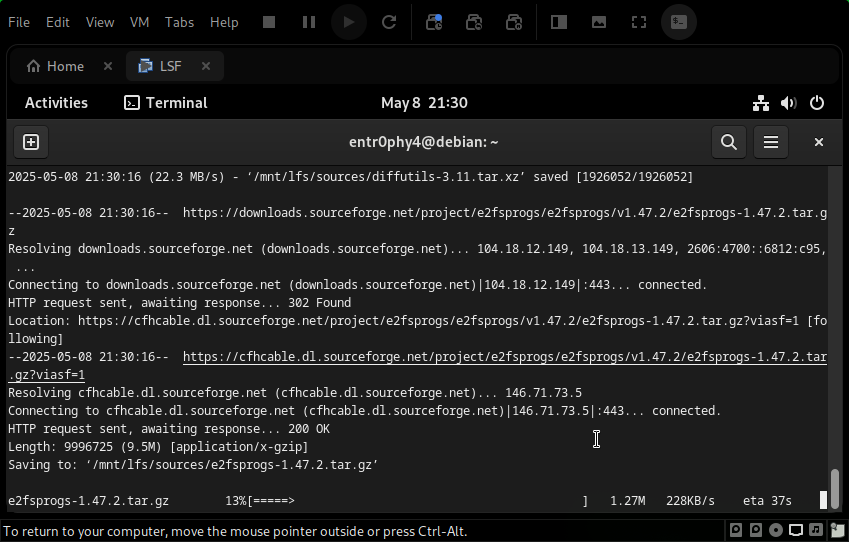 File Edit View VM Tabs Help
Home × LSF ×
Activities Terminal May 8 21:30
entr0phy4@debian: ~ ×
2025-05-08 21:30:16 (22.3 MB/s) - ‘/mnt/lfs/sources/diffutils-3.11.tar.xz’ saved [1926052/1926052]
--2025-05-08 21:30:16--  https://downloads.sourceforge.net/project/e2fsprogs/e2fsprogs/v1.47.2/e2fsprogs-1.47.2.tar.g
z
Resolving downloads.sourceforge.net (downloads.sourceforge.net)... 104.18.12.149, 104.18.13.149, 2606:4700::6812:c95,
 ...
Connecting to downloads.sourceforge.net (downloads.sourceforge.net)|104.18.12.149|:443... connected.
HTTP request sent, awaiting response... 302 Found
Location: https://cfhcable.dl.sourceforge.net/project/e2fsprogs/e2fsprogs/v1.47.2/e2fsprogs-1.47.2.tar.gz?viasf=1 [fo
llowing]
--2025-05-08 21:30:16--  https://cfhcable.dl.sourceforge.net/project/e2fsprogs/e2fsprogs/v1.47.2/e2fsprogs-1.47.2.tar
.gz?viasf=1
Resolving cfhcable.dl.sourceforge.net (cfhcable.dl.sourceforge.net)... 146.71.73.5
Connecting to cfhcable.dl.sourceforge.net (cfhcable.dl.sourceforge.net)|146.71.73.5|:443... connected.
HTTP request sent, awaiting response... 200 OK
Length: 9996725 (9.5M) [application/x-gzip]
Saving to: ‘/mnt/lfs/sources/e2fsprogs-1.47.2.tar.gz’
e2fsprogs-1.47.2.tar.gz        13%[=====>                                        ]   1.27M   228KB/s    eta 37s
To return to your computer, move the mouse pointer outside or press Ctrl-Alt.